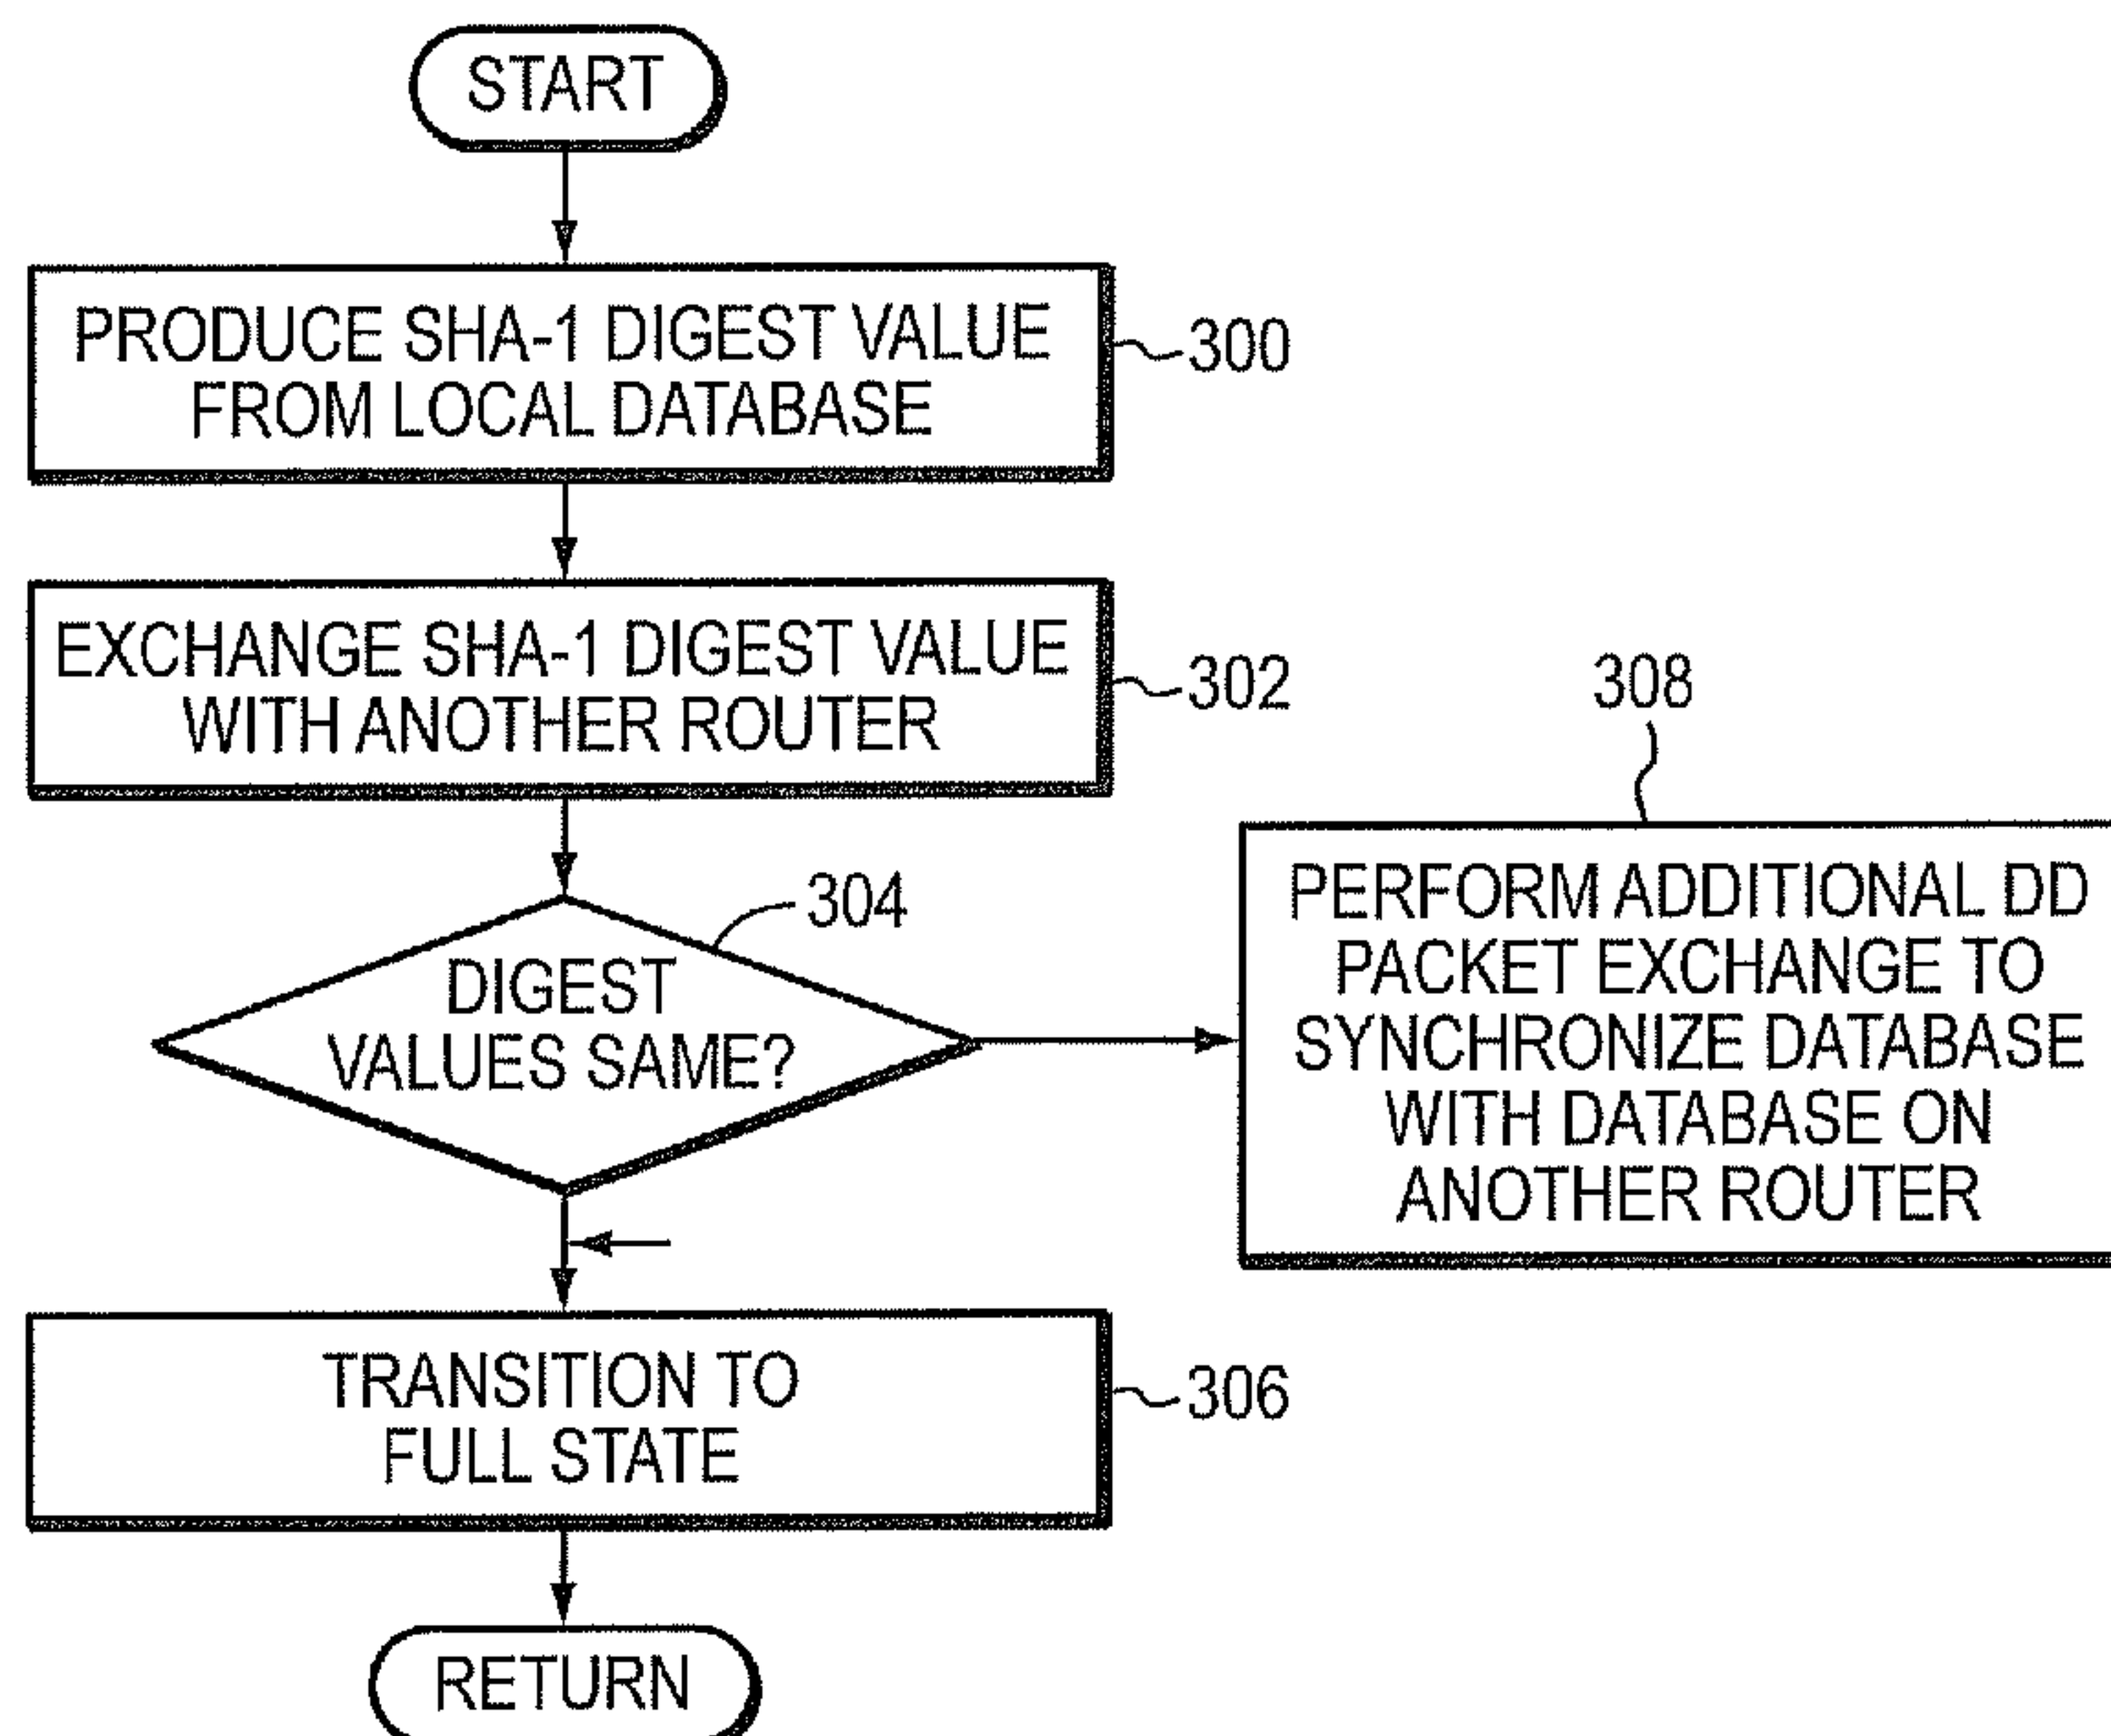 START
PRODUCE SHA-1 DIGEST VALUE
FROM LOCAL DATABASE
300
EXCHANGE SHA-1 DIGEST VALUE
WITH ANOTHER ROUTER
302
304
DIGEST
VALUES SAME?
308
PERFORM ADDITIONAL DD
PACKET EXCHANGE TO
SYNCHRONIZE DATABASE
WITH DATABASE ON
ANOTHER ROUTER
TRANSITION TO
FULL STATE
306
RETURN